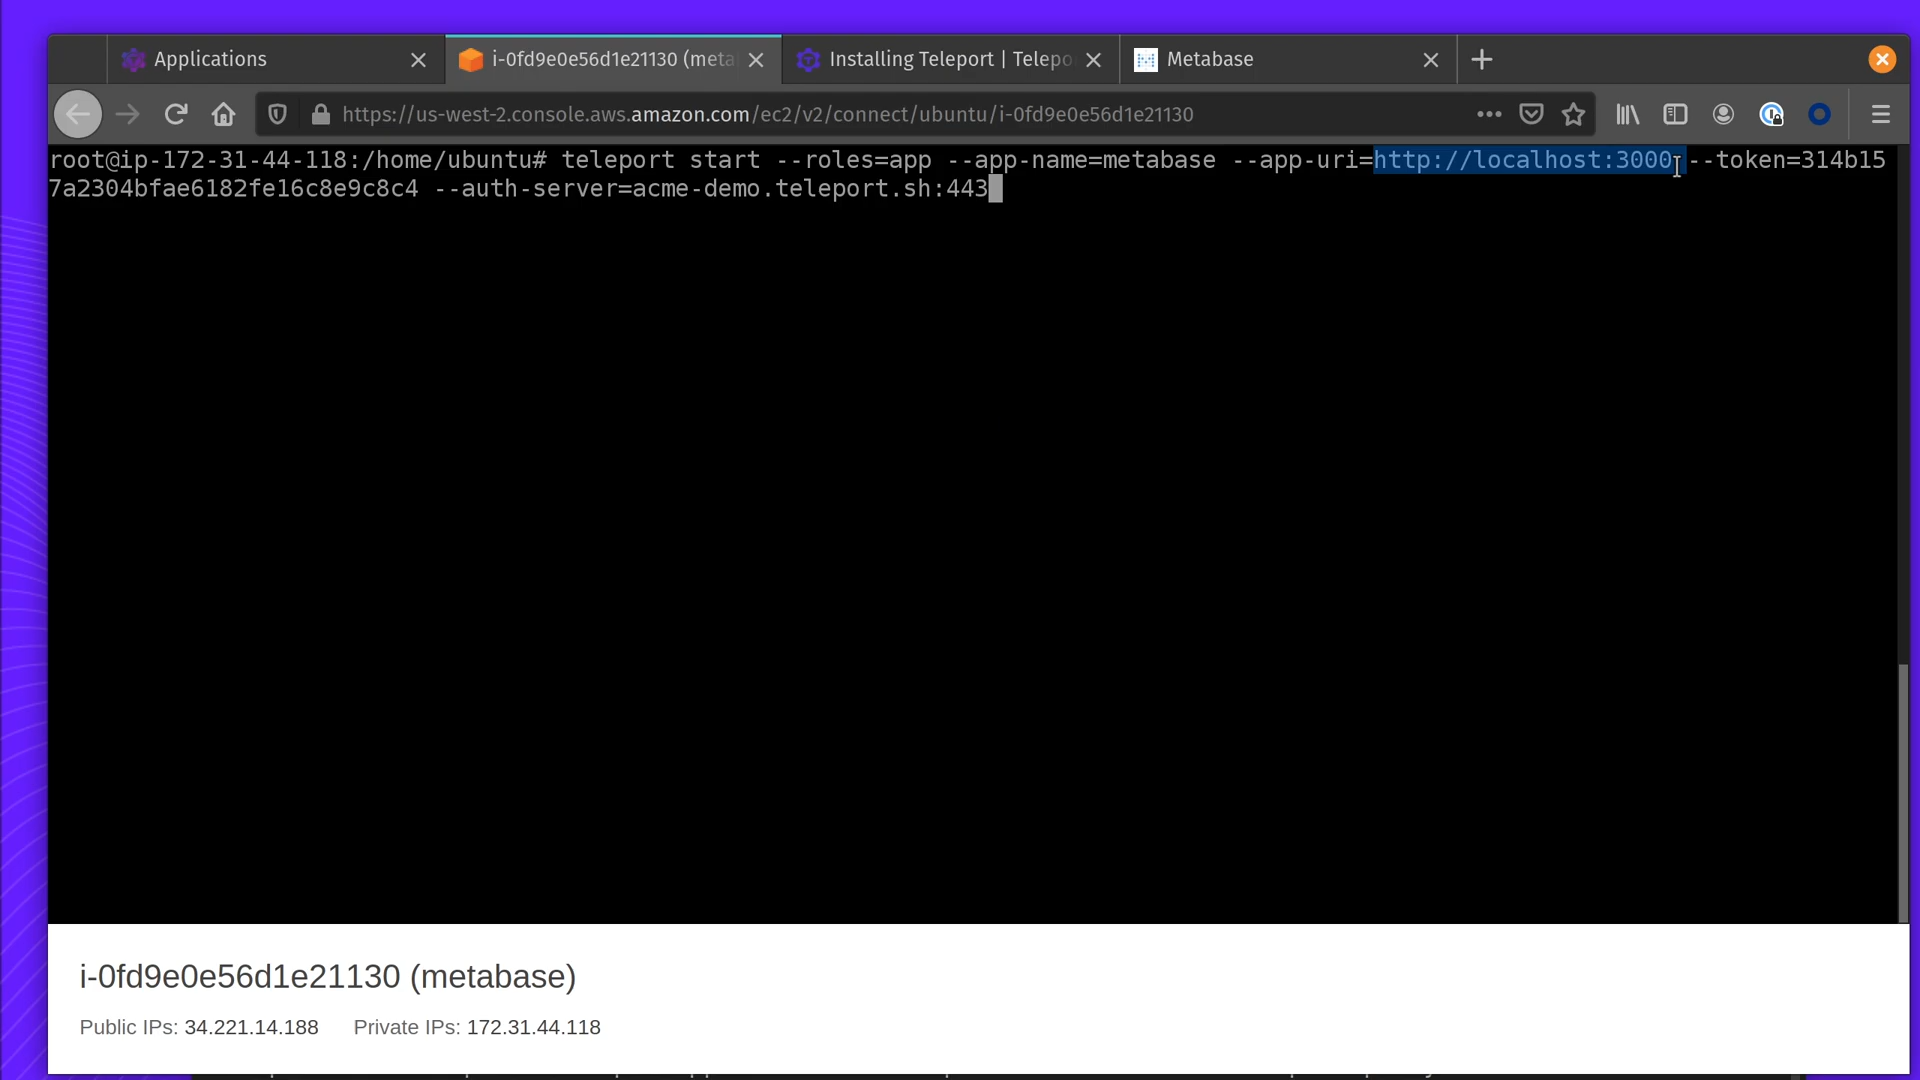 Applications
i-0fd9e0e56d1e21130 (meta
Installing Teleport | Telepo
Metabase
https://us-west-2.console.aws.amazon.com/ec2/v2/connect/ubuntu/i-0fd9e0e56d1e21130
root@ip-172-31-44-118:/home/ubuntu# teleport start --roles=app --app-name=metabase --app-uri=http://localhost:3000 --token=314b15
7a2304bfae6182fe16c8e9c8c4 --auth-server=acme-demo.teleport.sh:443
i-0fd9e0e56d1e21130 (metabase)
Public IPs: 34.221.14.188 Private IPs: 172.31.44.118